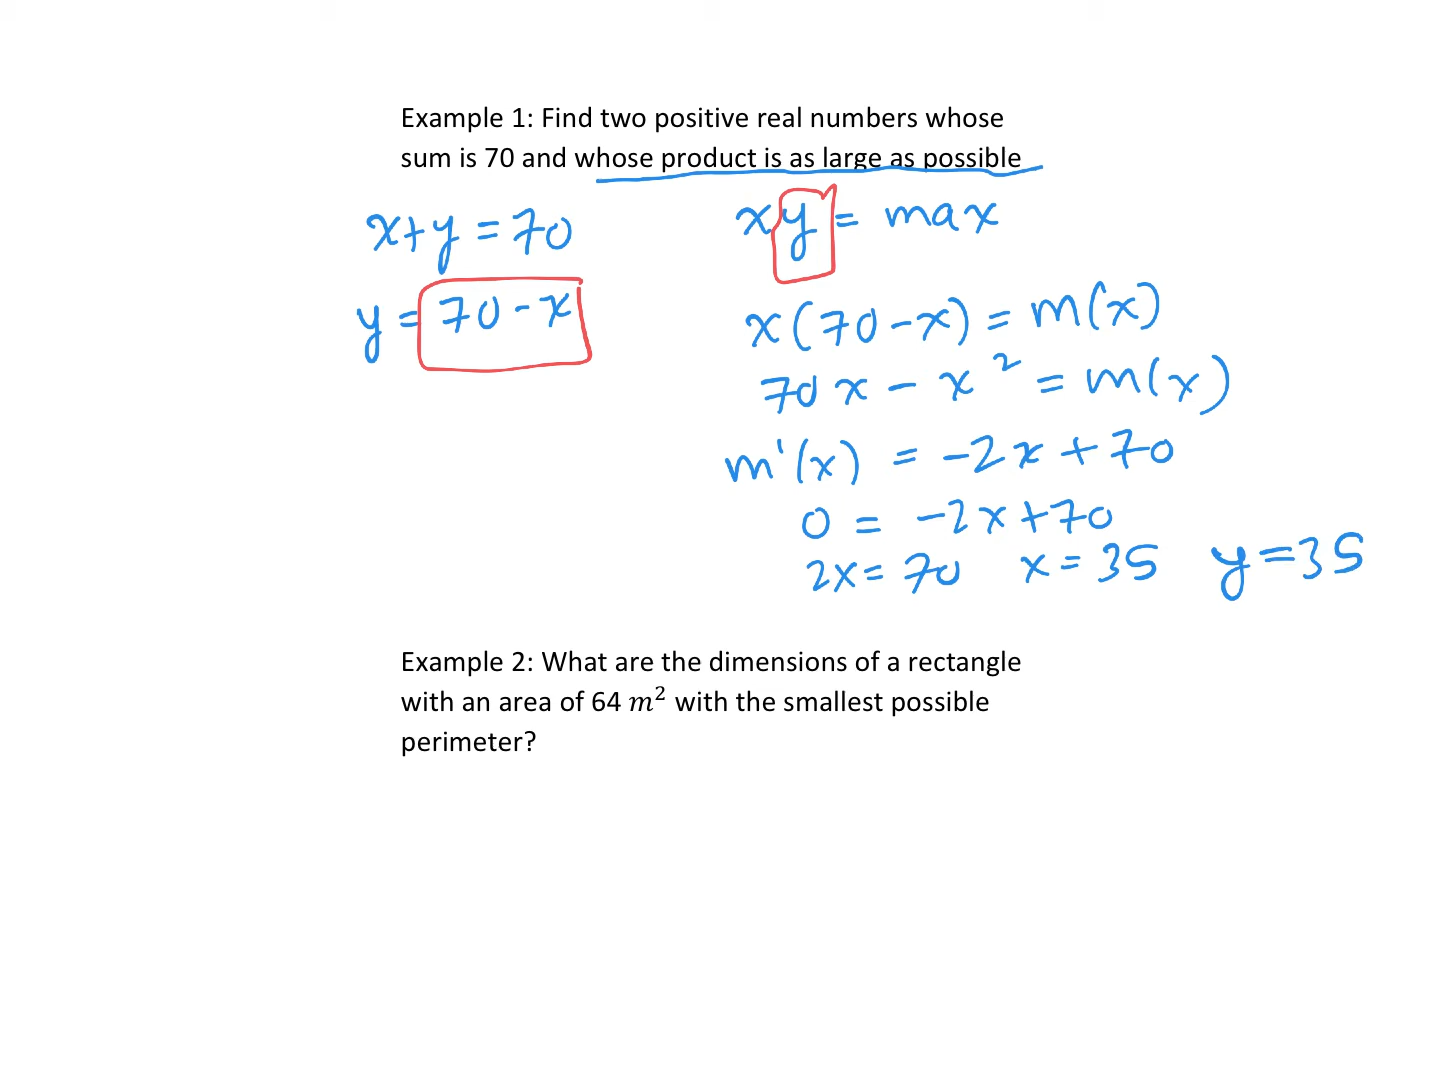 Example 1: Find two positive real numbers whose
sum is 70 and whose product is as large as possible
x+y = 70
y = 70 - x
xy = max
x(70-x) = m(x)
70x - x² = m(x)
m'(x) = -2x + 70
0 = -2x+70
2x = 70 x = 35 y = 35
Example 2: What are the dimensions of a rectangle
with an area of 64 m² with the smallest possible
perimeter?